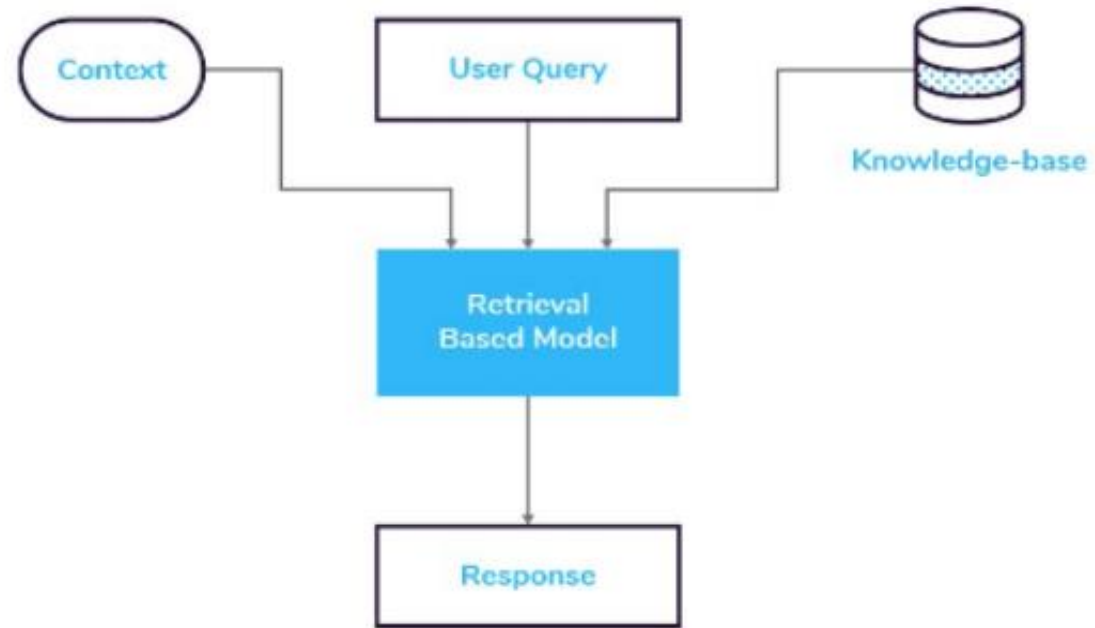 Context
User Query
Knowledge-base
Retrieval
Based Model
Response